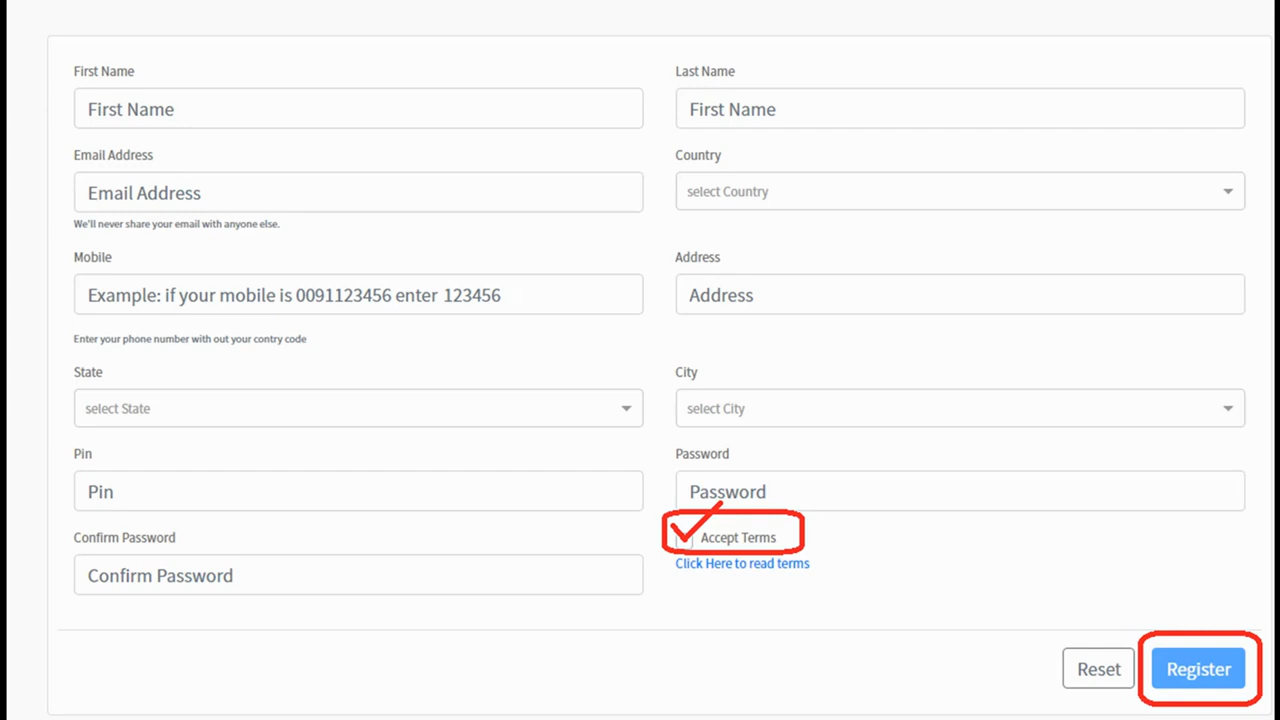 First Name
Last Name
First Name
First Name
Email Address
Country
Email Address
select Country
We'll never share your email with anyone else.
Mobile
Address
Example: if your mobile is 0091123456 enter 123456
Address
Enter your phone number with out your contry code
State
City
select State
select City
Pin
Password
Pin
Password
Confirm Password
Accept Terms
Confirm Password
Click Here to read terms
Reset
Register